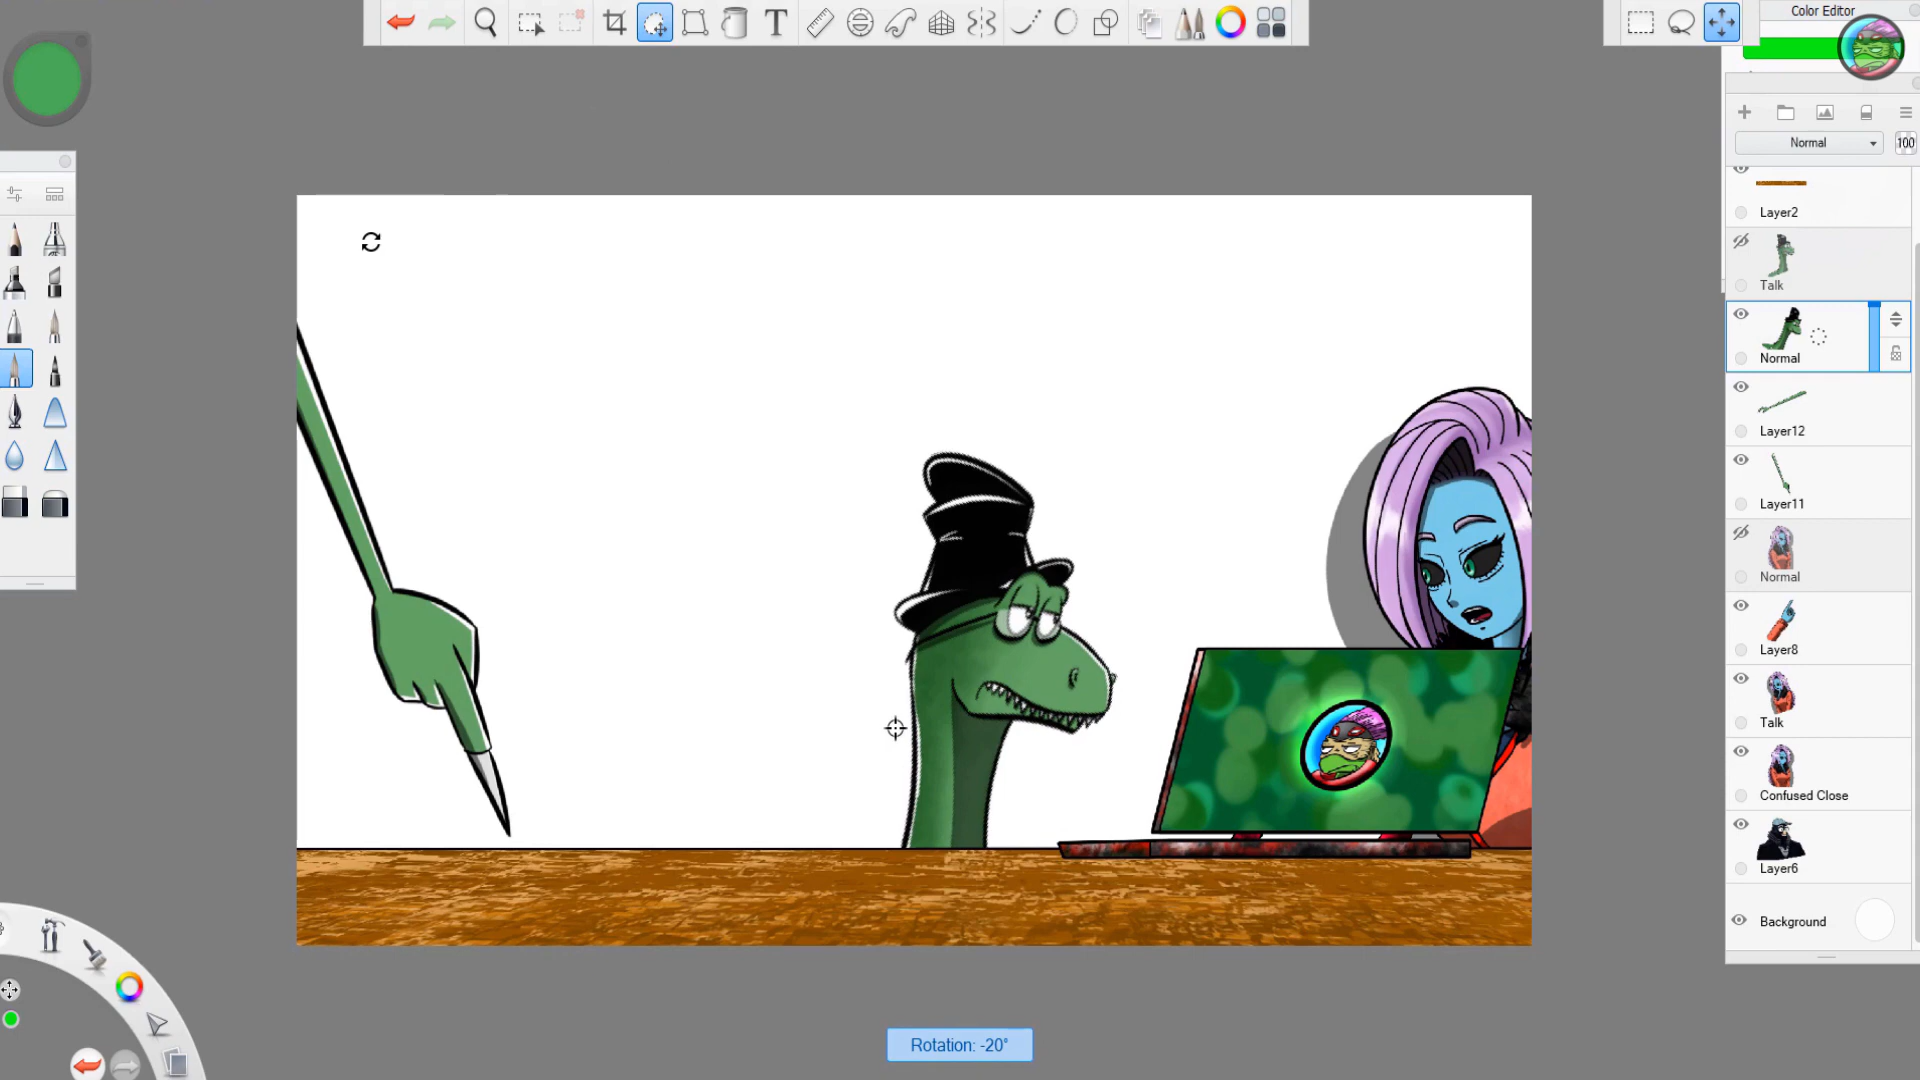 Color Editor
T
Normal
100
Layer2
Talk
Normal
Layer12
Layer11
Normal
Layer8
Talk
Confused Close
Layer6
Background
Rotation: -20°